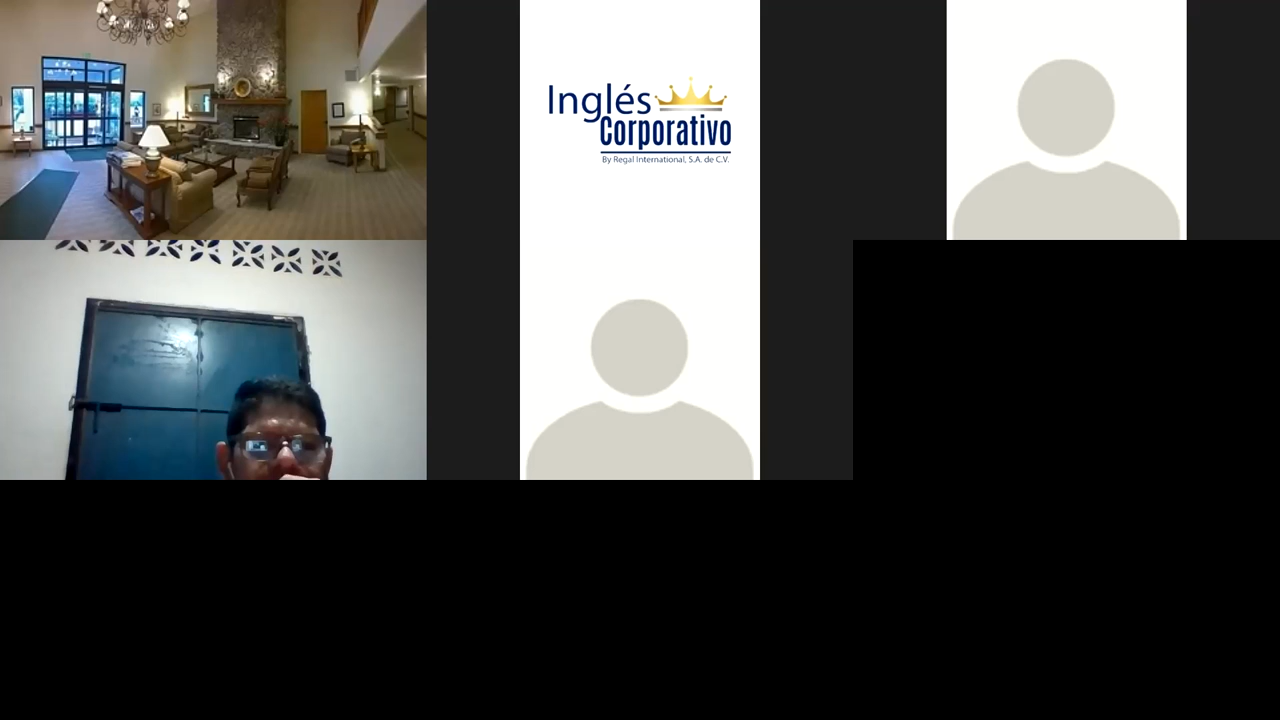 Inglés
Corporativo
By Regal International, S.A. de C.V.